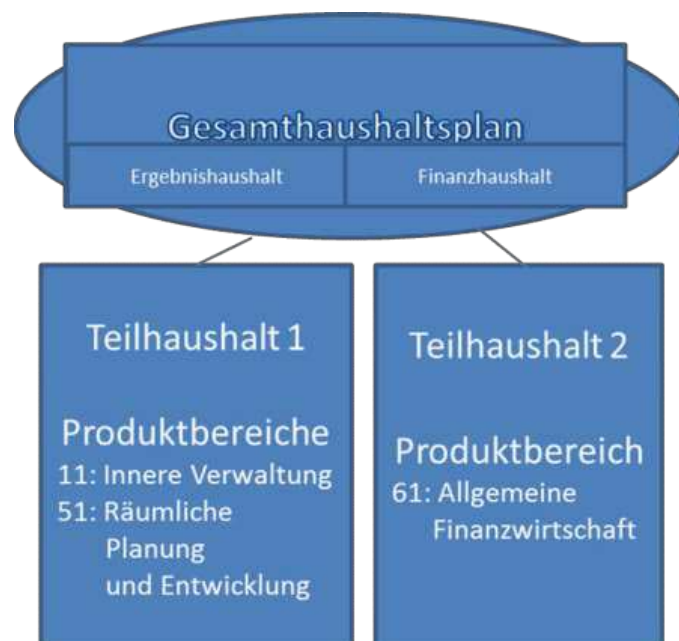 Gesamthaushaltsplan
Ergebnishaushalt
Finanzhaushalt
Teilhaushalt 1
Produktbereiche
11: Innere Verwaltung
51: Räumliche
Planung
und Entwicklung
Teilhaushalt 2
Produktbereich
61: Allgemeine
Finanzwirtschaft